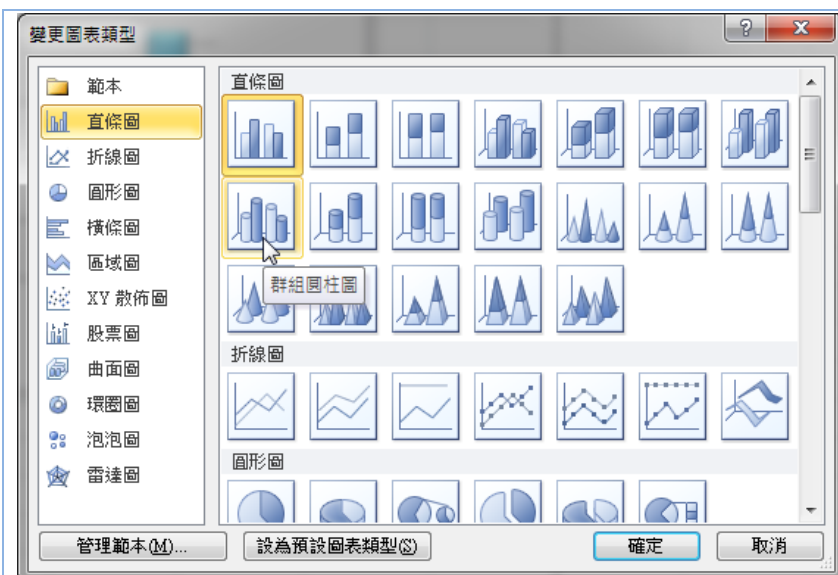 變更圖表類型
範本
直條圖
折線圖
圓形圖
橫條圖
區域圖
XY 散佈圖
股票圖
曲面圖
環圈圖
泡泡圖
雷達圖
直條圖
群組圓柱圖
折線圖
圓形圖
管理範本(M)...
設為預設圖表類型(S)
確定
取消